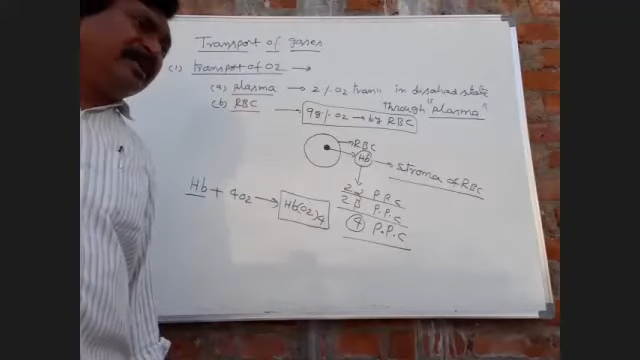 Transport of gases
(1) transport of O2 →
(a) plasma → 2% O2 trans in dissolved state through "plasma"
(b) RBC → 98% O2 → by RBC
RBC
Hb → stroma of RBC
2α P.P.C
2β P.P.C
4 P.P.C
Hb + 4O2 → Hb(O2)4